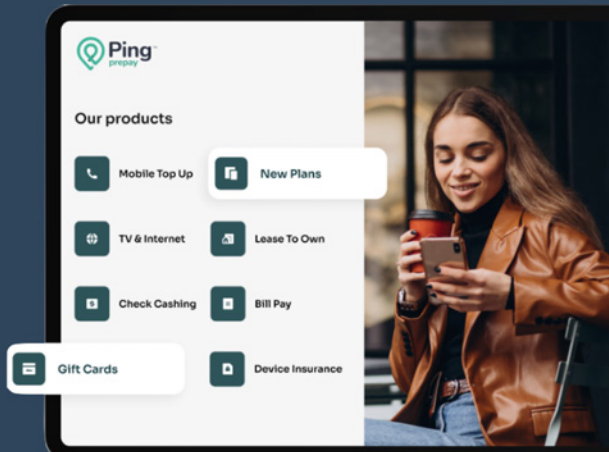 Ping™
prepay
Our products
Mobile Top Up
New Plans
TV & Internet
Lease To Own
Check Cashing
Bill Pay
Gift Cards
Device Insurance